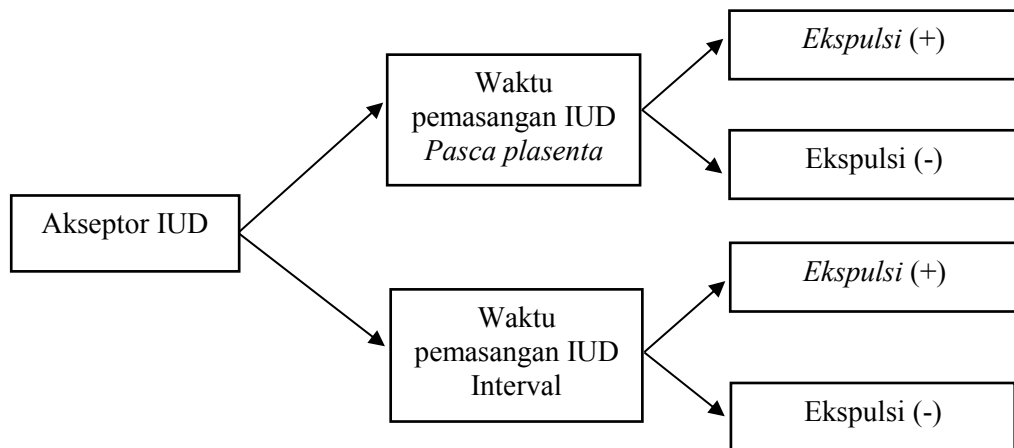 Akseptor IUD
Waktu
pemasangan IUD
Pasca plasenta
Ekspulsi (+)
Ekspulsi (-)
Waktu
pemasangan IUD
Interval
Ekspulsi (+)
Ekspulsi (-)